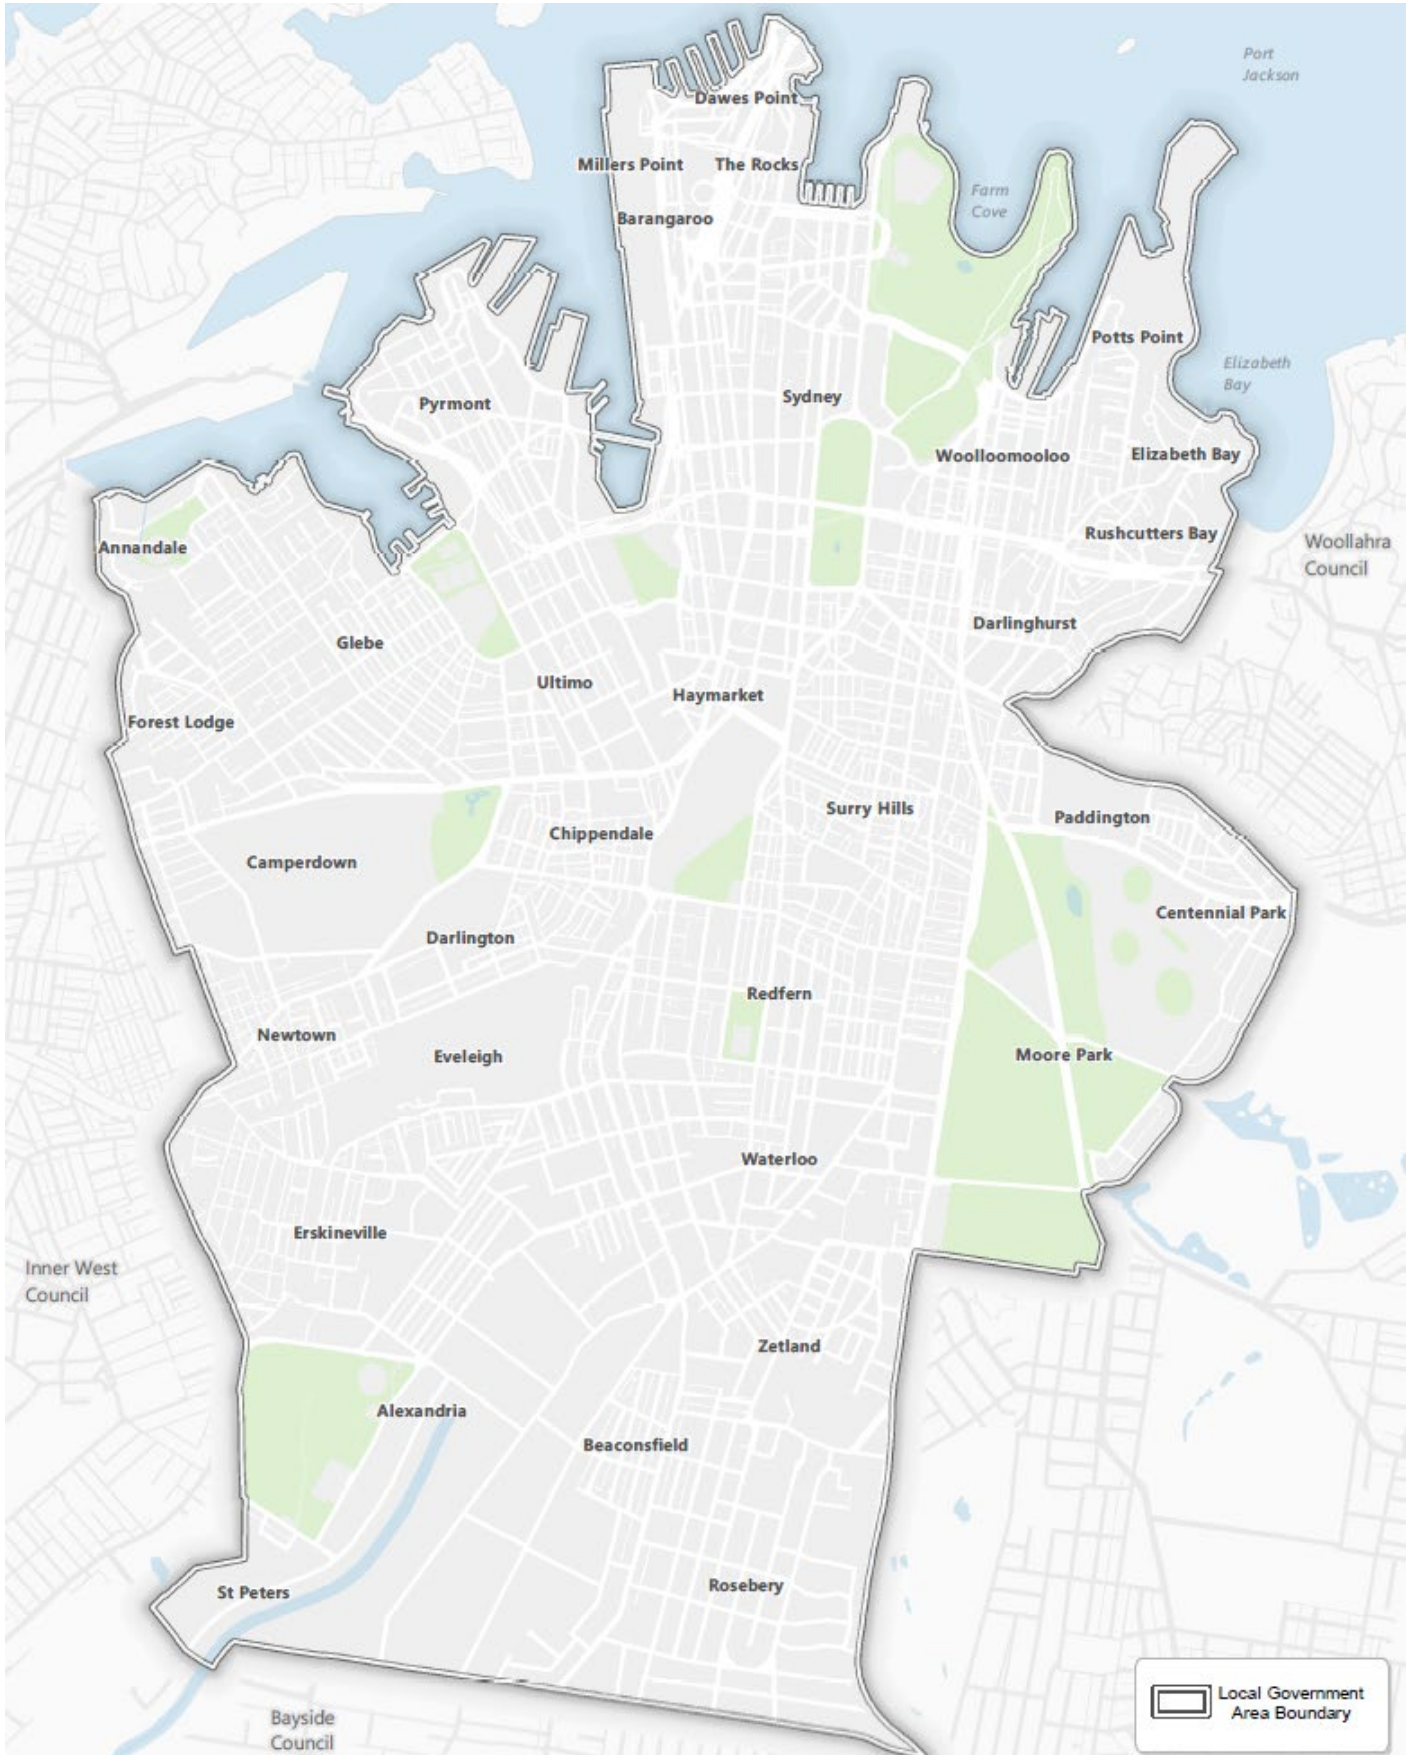 Port
Jackson
Dawes Point
Millers Point
The Rocks
Farm
Cove
Barangaroo
Potts Point
Elizabeth
Bay
Sydney
Pyrmont
Woolloomooloo
Elizabeth Bay
Rushcutters Bay
Woollahra
Council
Annandale
Darlinghurst
Glebe
Ultimo
Haymarket
Forest Lodge
Surry Hills
Paddington
Chippendale
Camperdown
Centennial Park
Darlington
Redfern
Newtown
Eveleigh
Moore Park
Waterloo
Erskineville
Inner West
Council
Zetland
Alexandria
Beaconsfield
Rosebery
St Peters
Bayside
Council
Local Government
Area Boundary